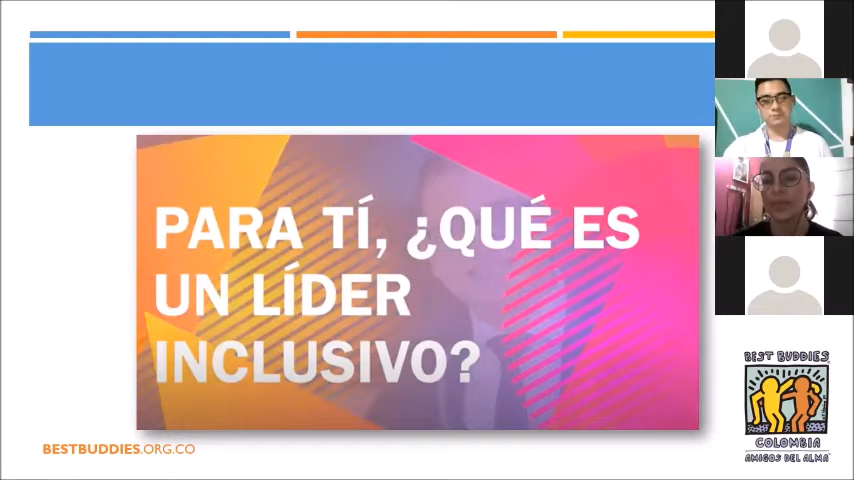 PARA TÍ, ¿QUÉ ES
UN LÍDER
INCLUSIVO?
BESTBUDDIES.ORG.CO
BEST BUDDIES
COLOMBIA
AMIGOS DEL ALMA